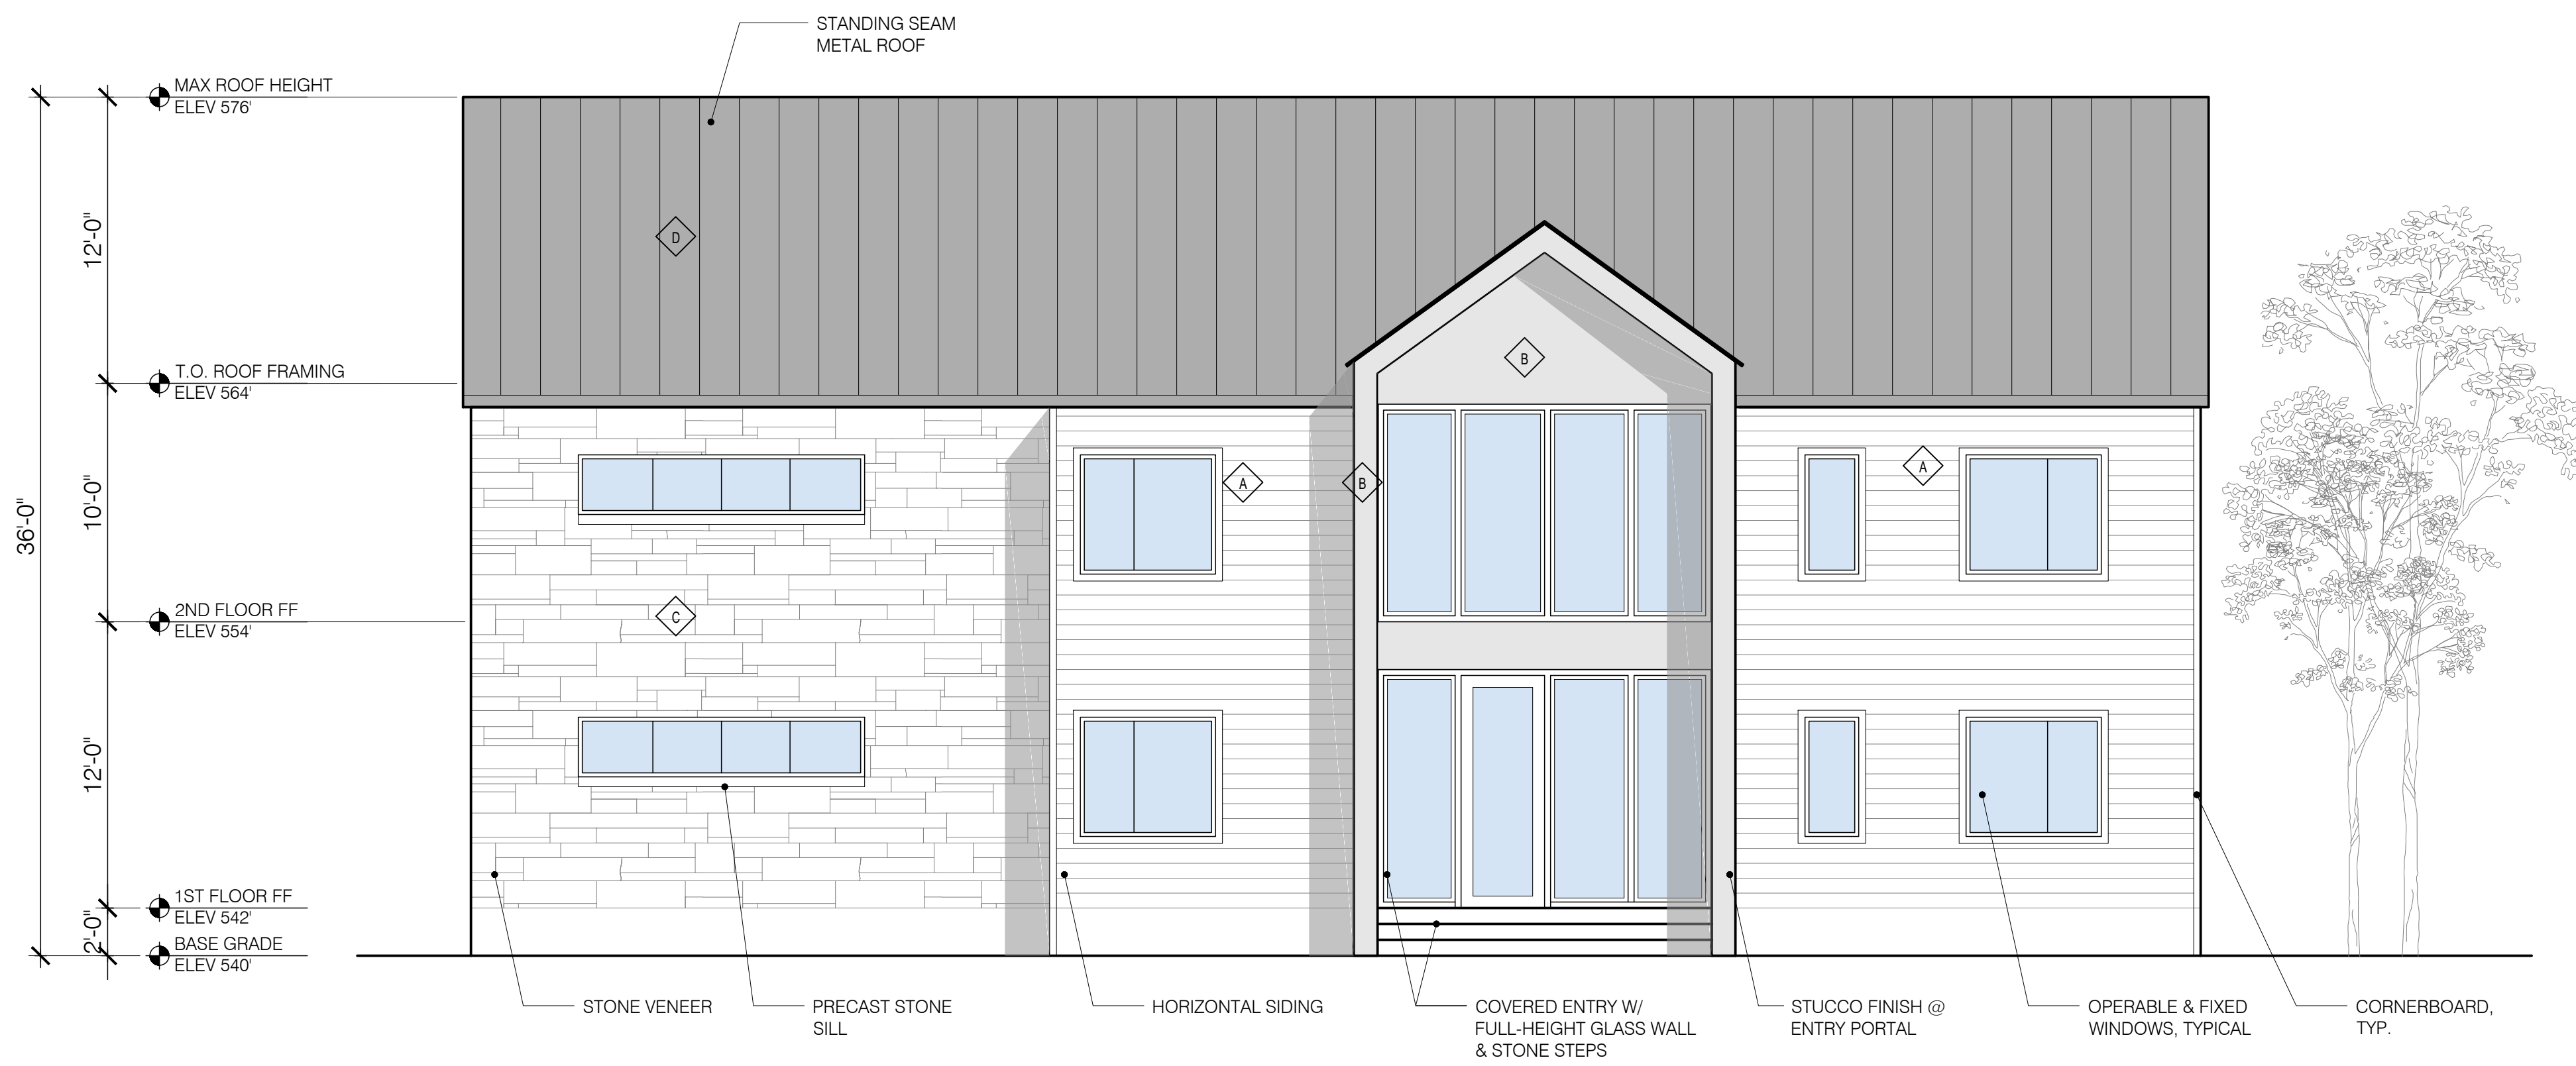 STANDING SEAM
METAL ROOF
MAX ROOF HEIGHT
ELEV 576'
12'-0"
D
B
T.O. ROOF FRAMING
ELEV 564'
36'-0"
10'-0"
A
B
A
2ND FLOOR FF
ELEV 554'
C
12'-0"
1ST FLOOR FF
ELEV 542'
2'-0"
BASE GRADE
ELEV 540'
STONE VENEER
PRECAST STONE
SILL
HORIZONTAL SIDING
COVERED ENTRY W/
FULL-HEIGHT GLASS WALL
& STONE STEPS
STUCCO FINISH @
ENTRY PORTAL
OPERABLE & FIXED
WINDOWS, TYPICAL
CORNERBOARD,
TYP.